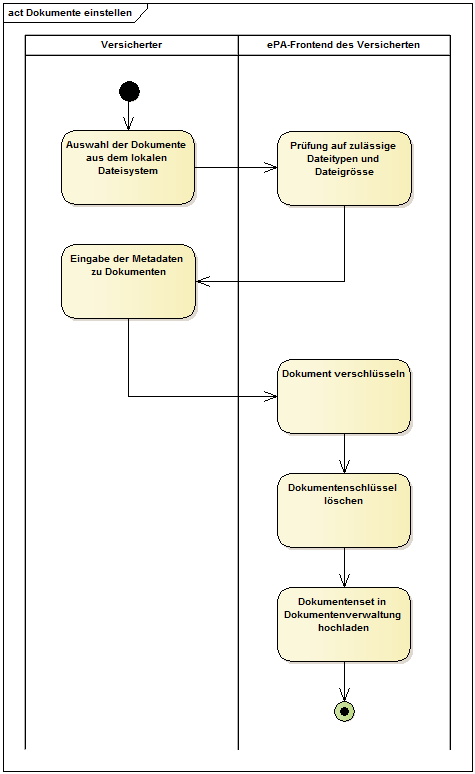 act Dokumente einstellen
Versicherter
ePA-Frontend des Versicherten
Auswahl der Dokumente
aus dem lokalen
Dateisystem
Prüfung auf zulässige
Dateitypen und
Dateigrösse
Eingabe der Metadaten
zu Dokumenten
Dokument verschlüsseln
Dokumentenschlüssel
löschen
Dokumentenset in
Dokumentenverwaltung
hochladen